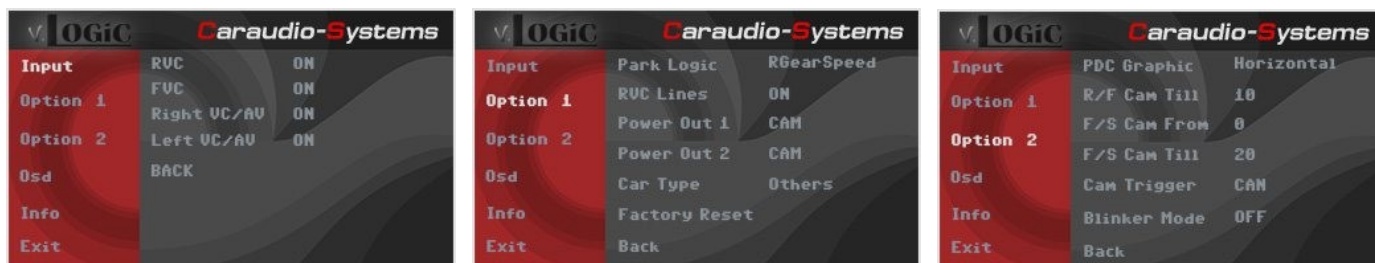 v.LOGiC Caraudio-Systems
Input RVC ON
FVC ON
Option 1 Right VC/AV ON
Option 2 Left VC/AV ON
Osd BACK
Info
Exit
v.LOGiC Caraudio-Systems
Input Park Logic RGearSpeed
Option 1 RVC Lines ON
Option 2 Power Out 1 CAM
Power Out 2 CAM
Osd Car Type Others
Info Factory Reset
Exit Back
v.LOGiC Caraudio-Systems
Input PDC Graphic Horizontal
Option 1 R/F Cam Till 10
Option 2 F/S Cam From 0
F/S Cam Till 20
Osd Cam Trigger CAN
Info Blinker Mode OFF
Exit Back